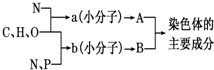 N
a(小分子)→A
C、H、O
b(小分子)→B
N、P
染色体的
主要成分